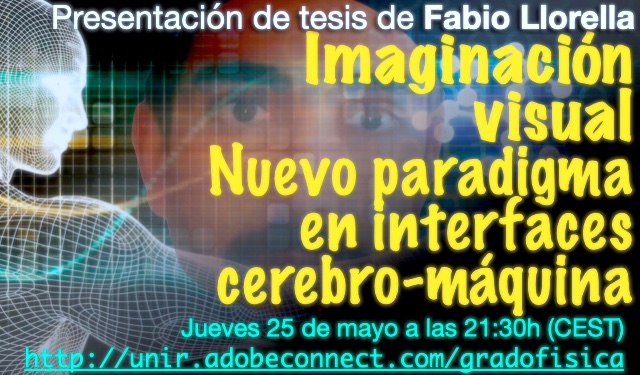 Presentación de tesis de Fabio Llorella
Imaginación
visual
Nuevo paradigma
en interfaces
cerebro-máquina
Jueves 25 de mayo a las 21:30h (CEST)
http://unir.adobeconnect.com/gradofisica